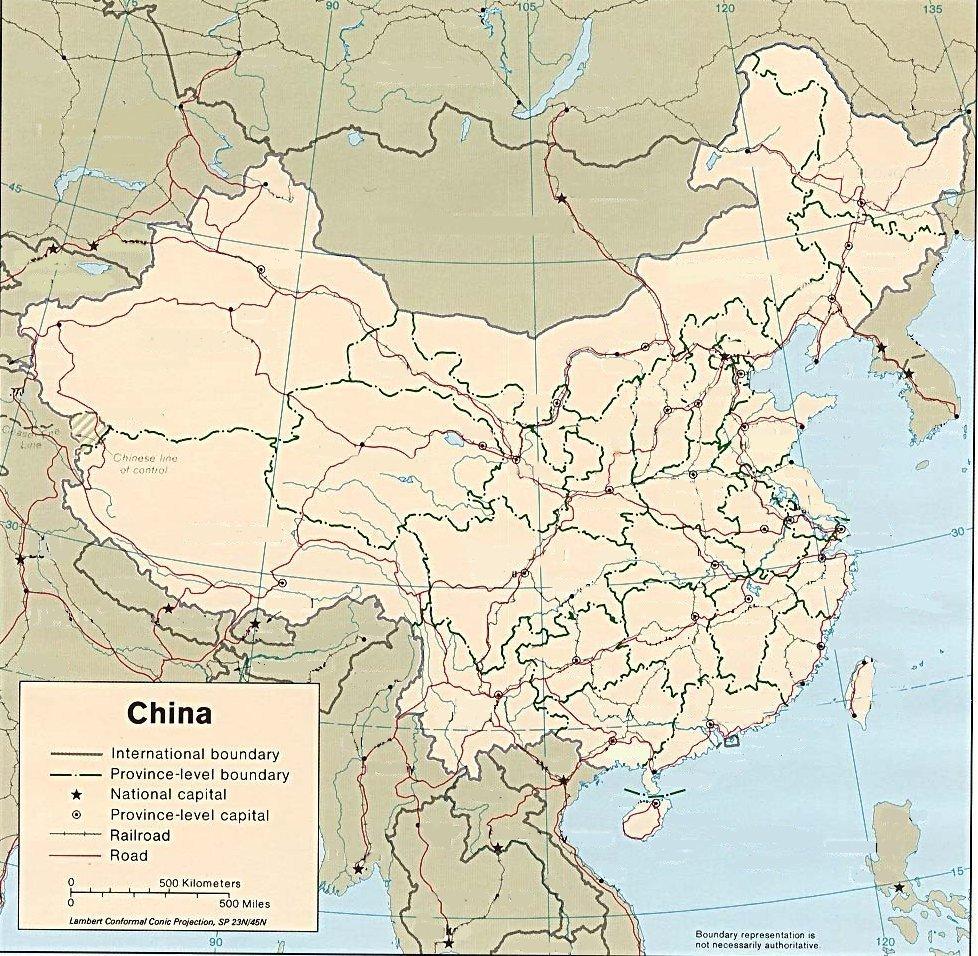 75
90
105
120
135
45
30
Chinese line
of control
Line
30
15
China
International boundary
Province-level boundary
National capital
Province-level capital
Railroad
Road
0
500 Kilometers
0
500 Miles
Lambert Conformal Conic Projection, SP 23N/45N
Boundary representation is
not necessarily authoritative.
90
120